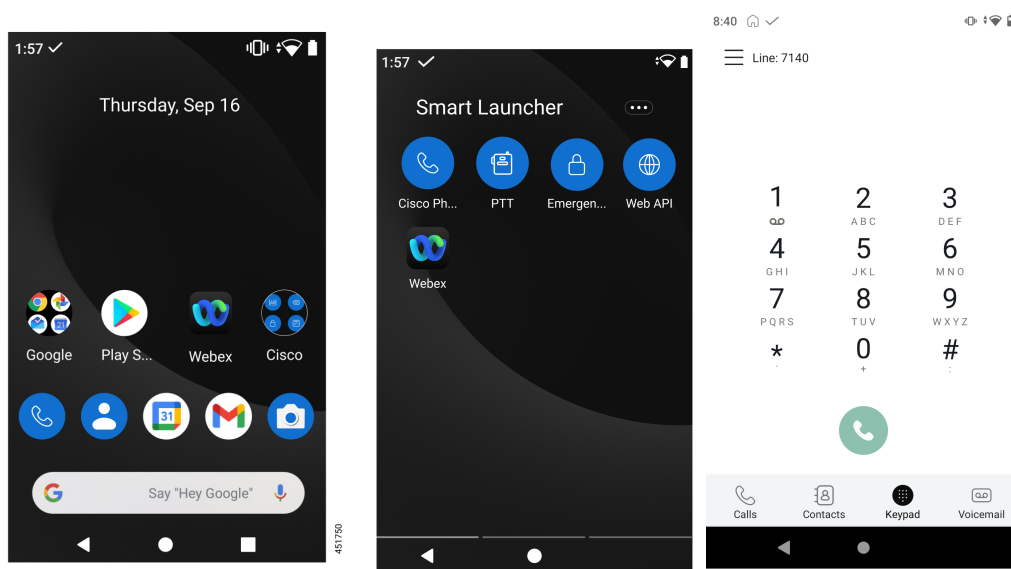 1:57
Thursday, Sep 16
Google
Play S...
Webex
Cisco
31
Say "Hey Google"
451750
1:57
Smart Launcher
Cisco Ph...
PTT
Emergen...
Web API
Webex
8:40
Line: 7140
1
2
3
ABC
DEF
4
5
6
GHI
JKL
MNO
7
8
9
PQRS
TUV
WXYZ
*
0
#
+
Calls
Contacts
Keypad
Voicemail